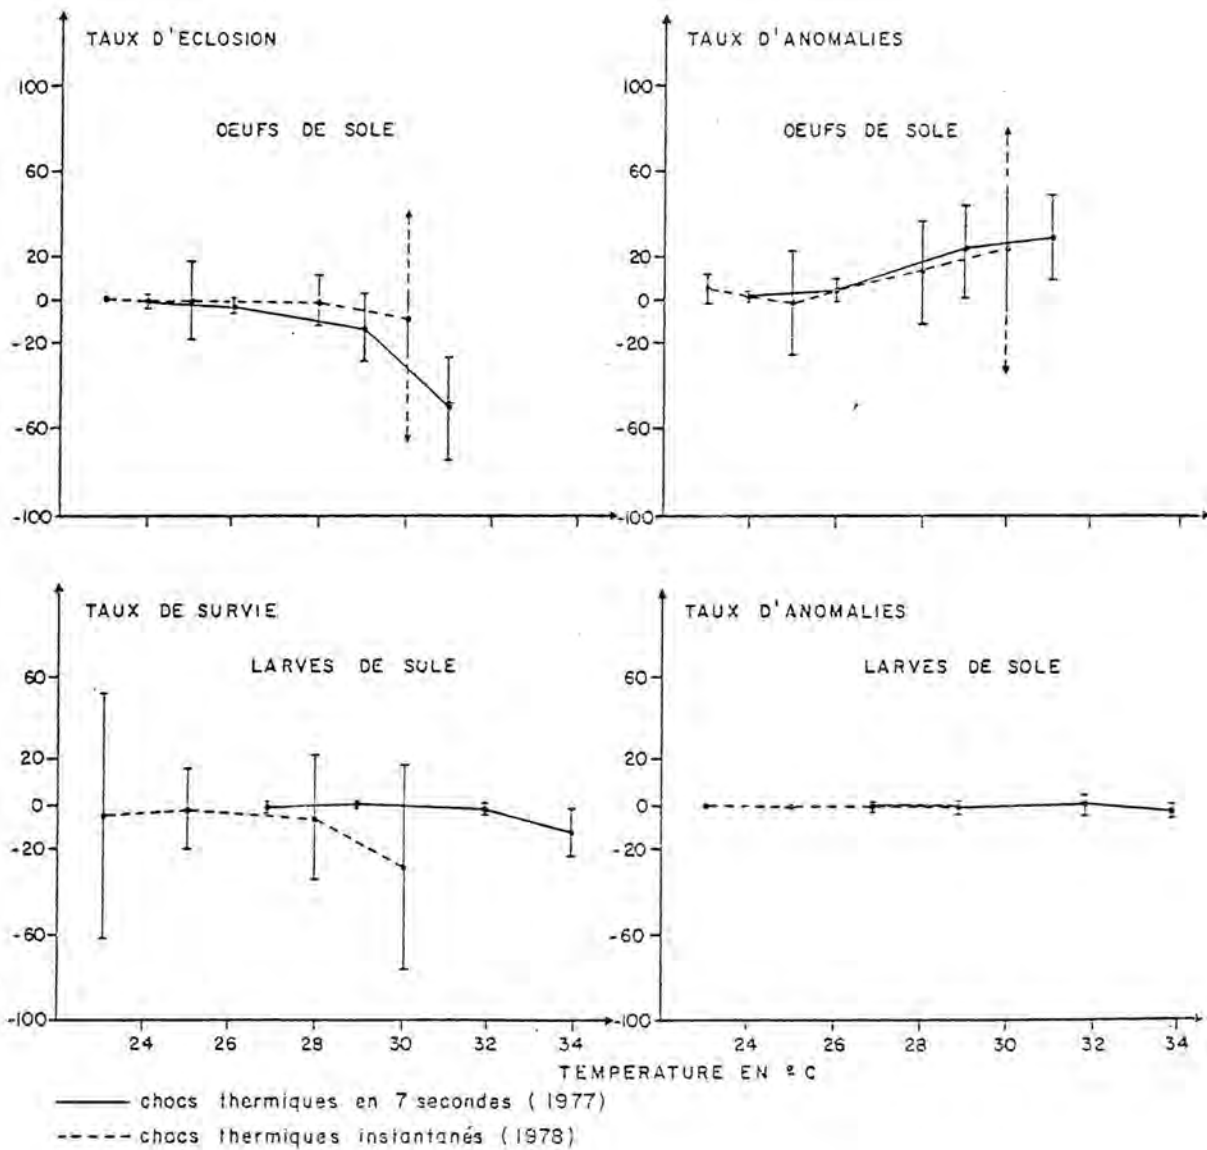 TAUX D'ECLOSION
OEUFS DE SOLE
100
60
20
0
-20
-60
-100
TAUX D'ANOMALIES
OEUFS DE SOLE
100
60
20
0
-20
-60
-100
TAUX DE SURVIE
LARVES DE SOLE
60
20
0
-20
-60
-100
24 26 28 30 32 34
TAUX D'ANOMALIES
LARVES DE SOLE
60
20
0
-20
-60
-100
24 26 28 30 32 34
TEMPERATURE EN º C
chocs thermiques en 7 secondes (1977)
chocs thermiques instantanés (1978)